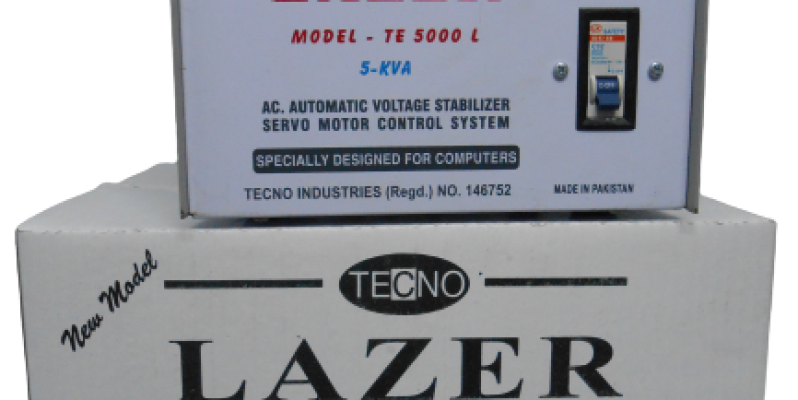 MODEL - TE 5000 L
5-KVA
AC. AUTOMATIC VOLTAGE STABILIZER
SERVO MOTOR CONTROL SYSTEM
SPECIALLY DESIGNED FOR COMPUTERS
TECNO INDUSTRIES (Regd.) NO. 146752
MADE IN PAKISTAN
New Model
TECNO
LAZER